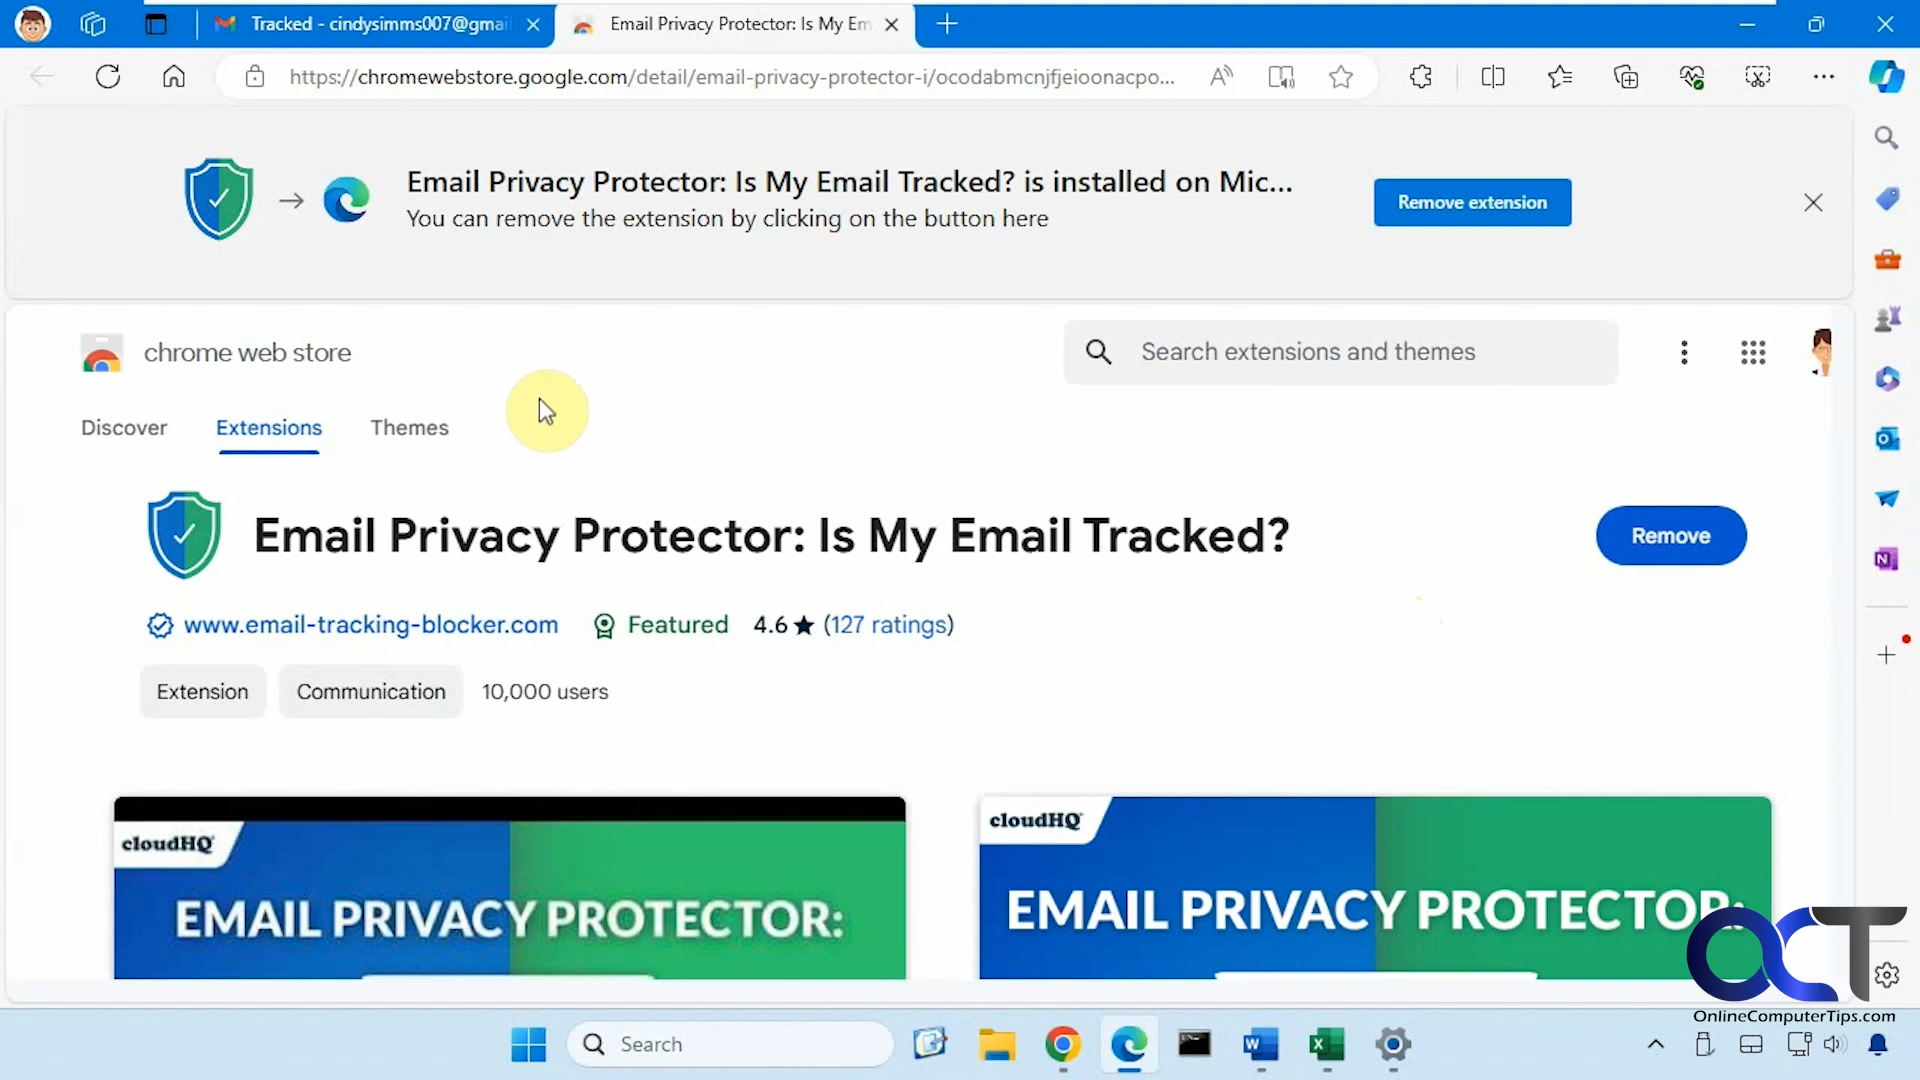 Tracked - cindysimms007@gmai
Email Privacy Protector: Is My Em
https://chromewebstore.google.com/detail/email-privacy-protector-i/ocodabmcnjfjeioonacpo...
Email Privacy Protector: Is My Email Tracked? is installed on Mic...
You can remove the extension by clicking on the button here
Remove extension
chrome web store
Search extensions and themes
Discover Extensions Themes
Email Privacy Protector: Is My Email Tracked?
Remove
www.email-tracking-blocker.com Featured 4.6 ★ (127 ratings)
Extension Communication 10,000 users
cloudHQ
EMAIL PRIVACY PROTECTOR:
cloudHQ
EMAIL PRIVACY PROTECTOR:
OCT
OnlineComputerTips.com
Search